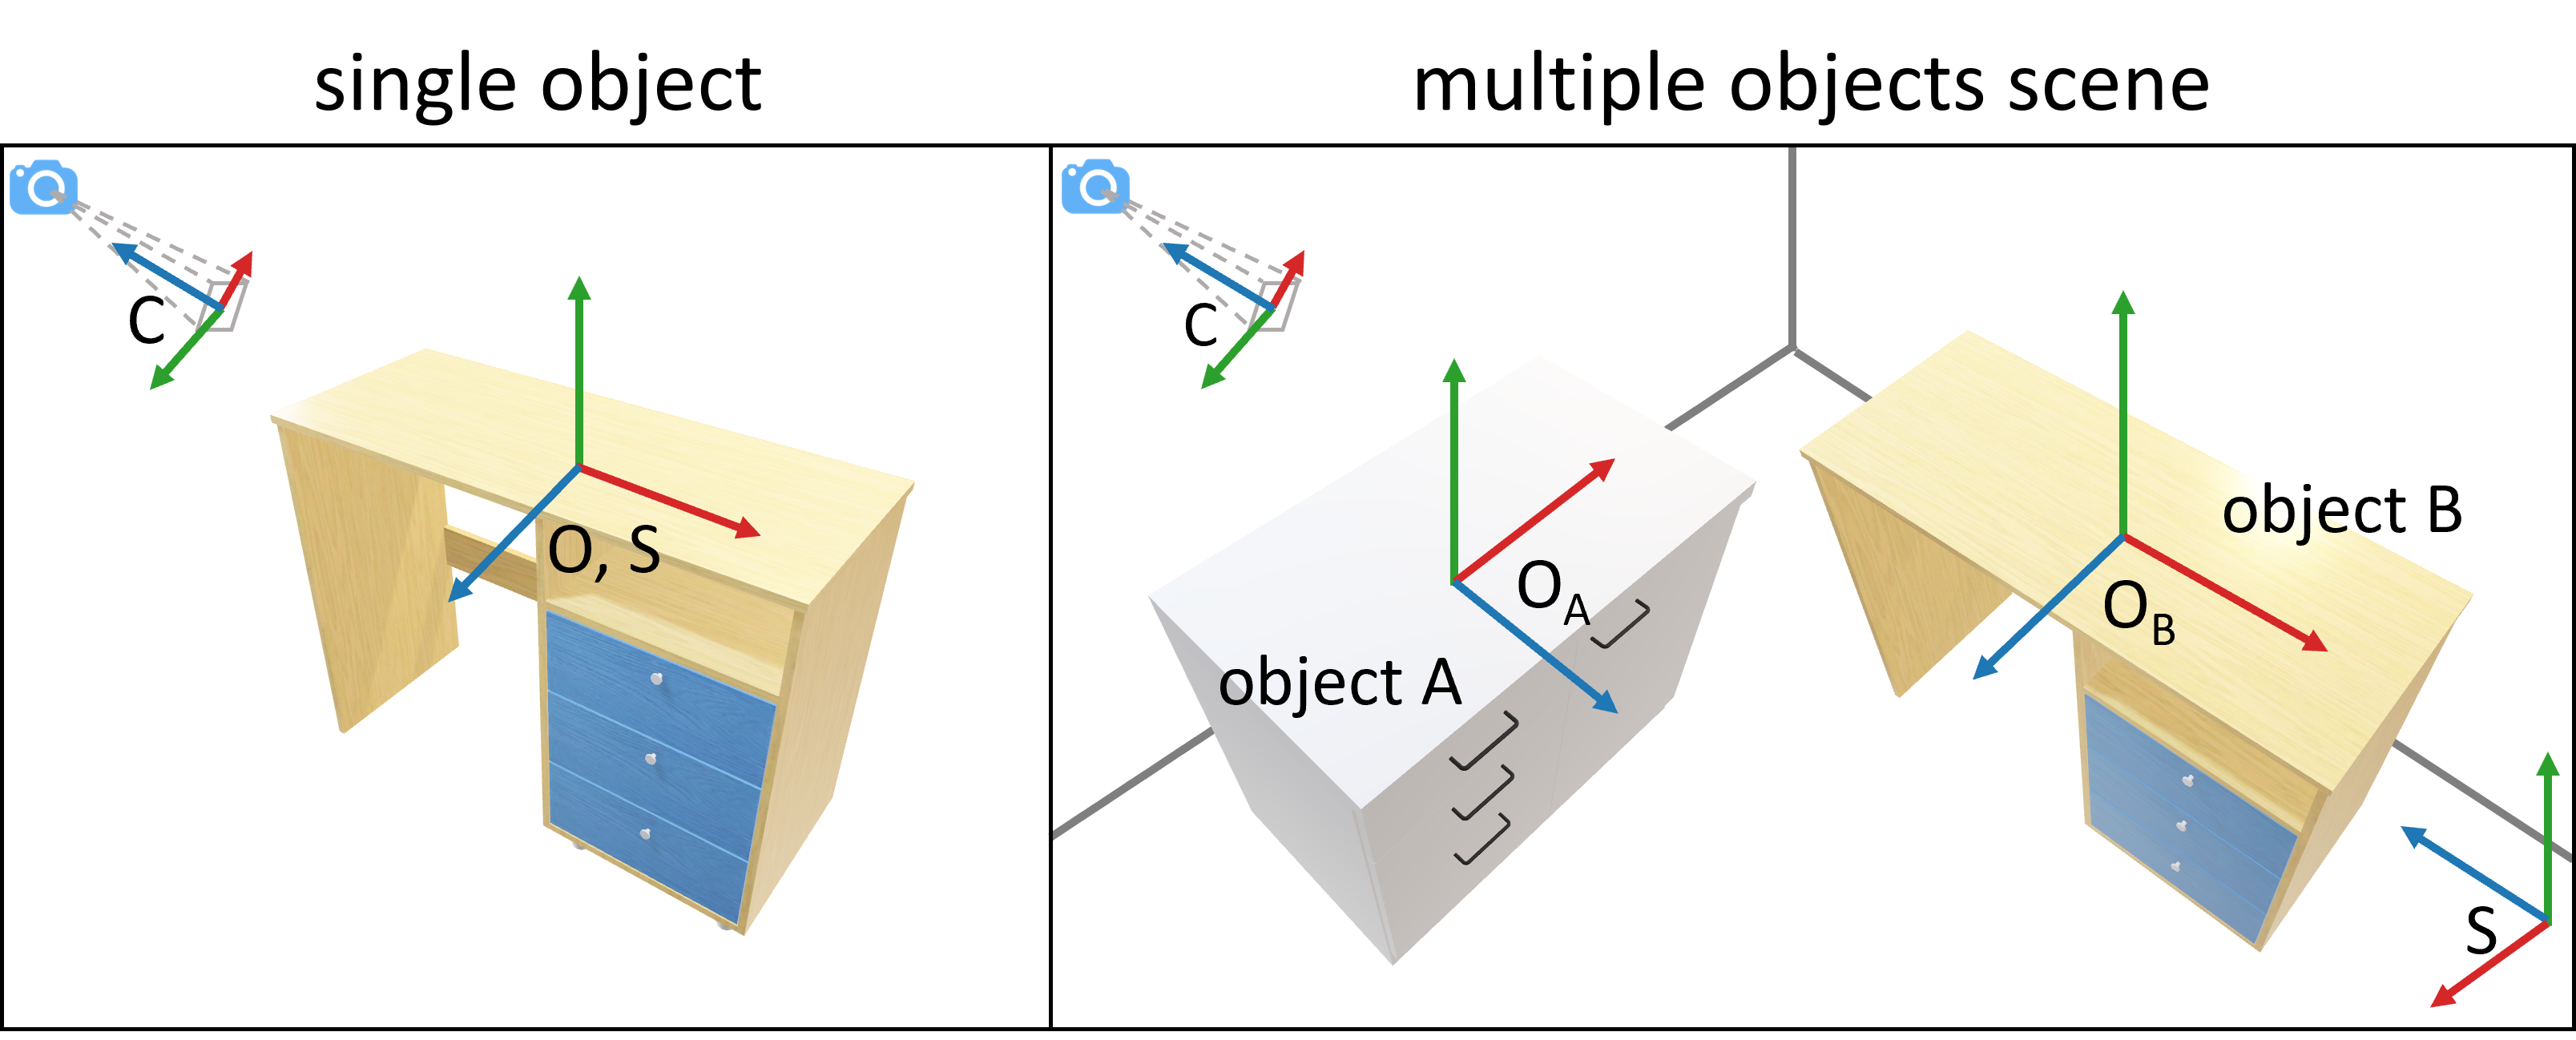 single object
multiple objects scene
C
O, S
C
O_A
object A
object B
O_B
S